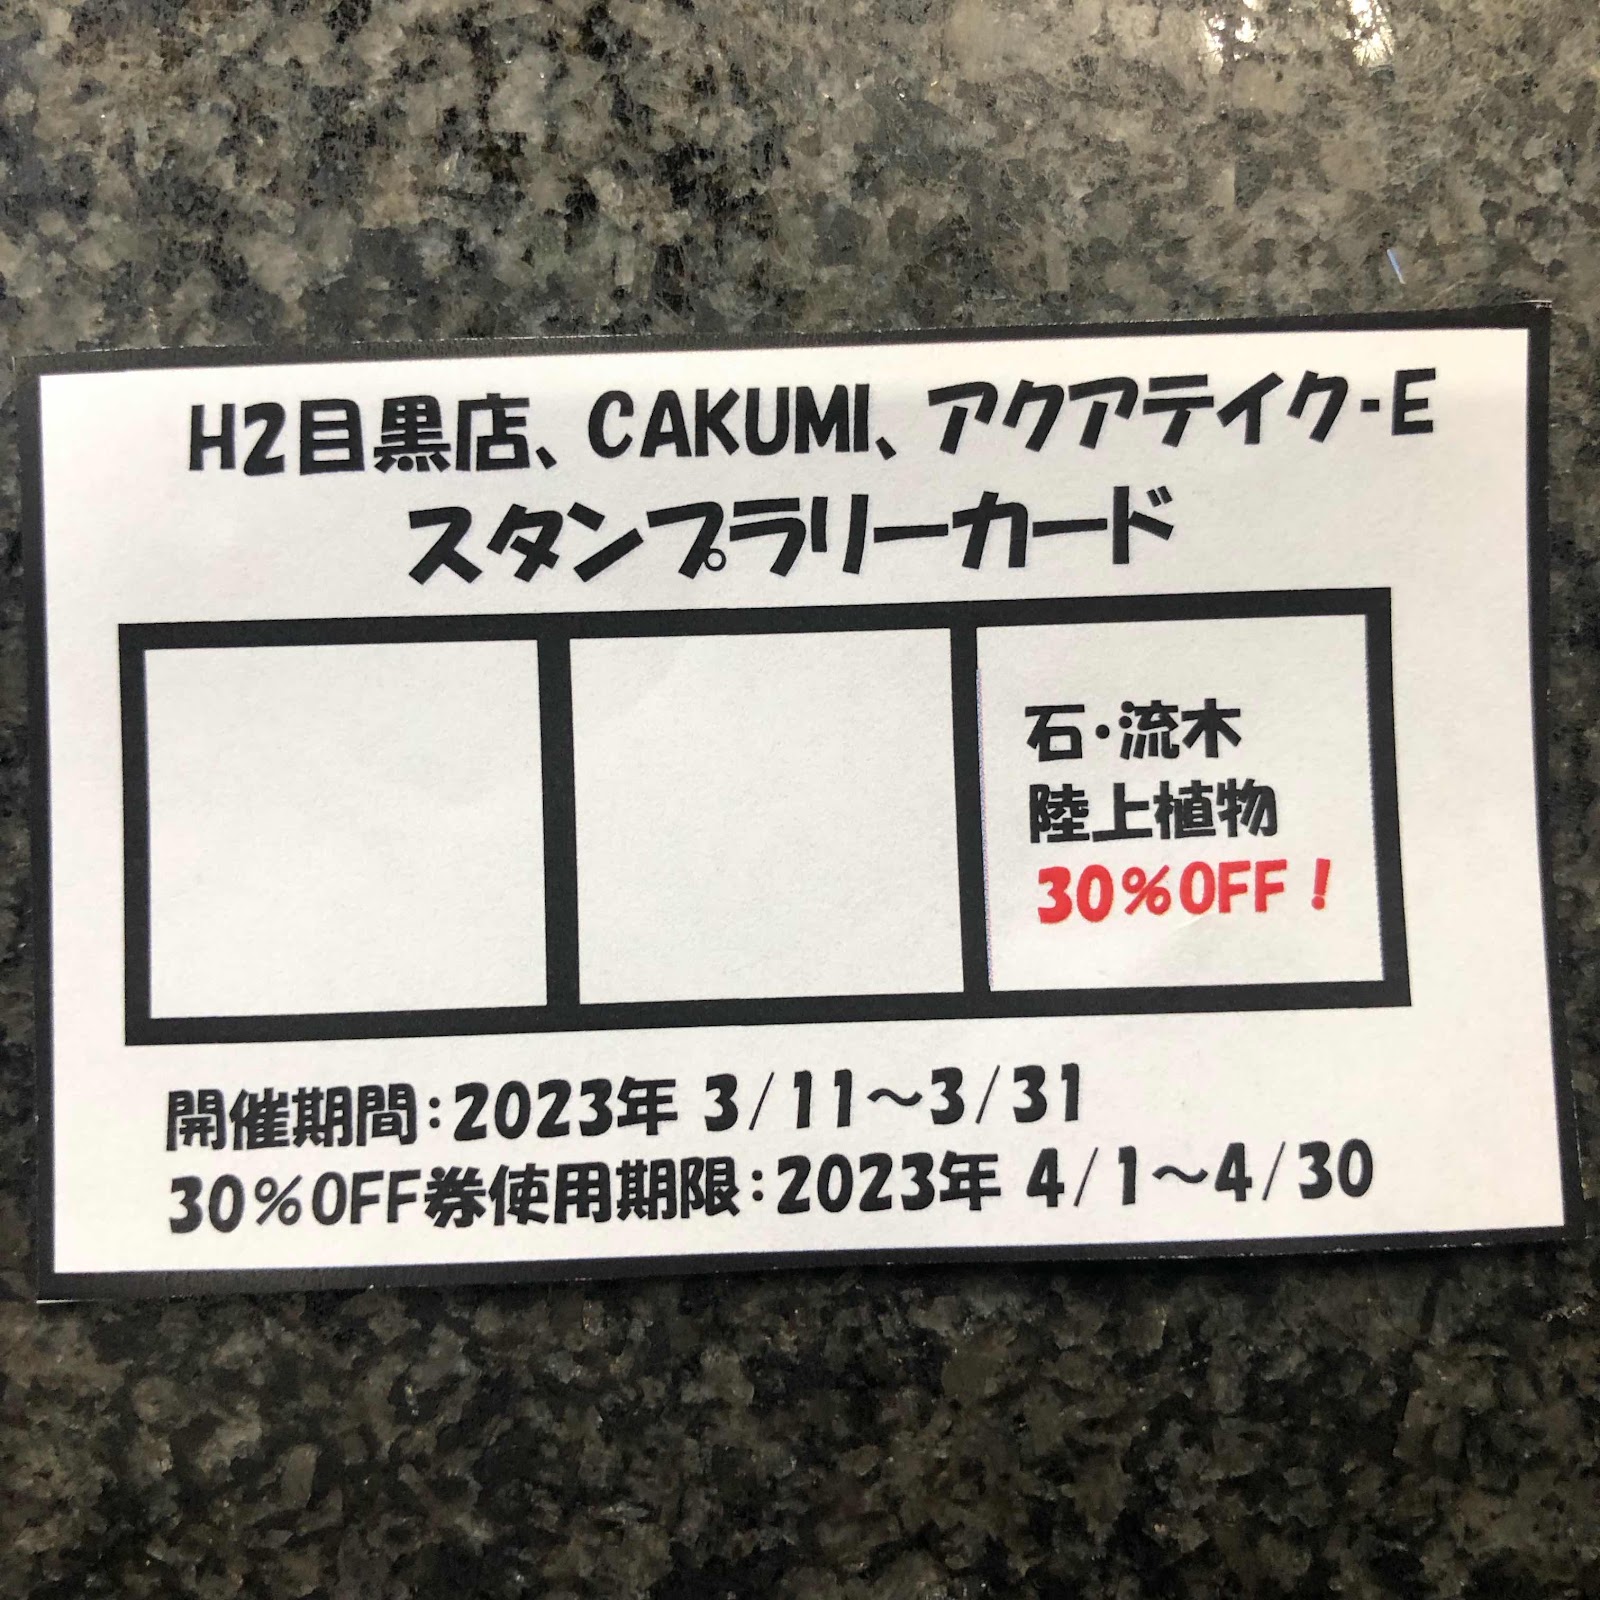 H2目黒店、CAKUMI、アクアテイク-E
スタンプラリーカード
石・流木
陸上植物
30%OFF!
開催期間:2023年 3/11～3/31
30%OFF券使用期限:2023年 4/1～4/30